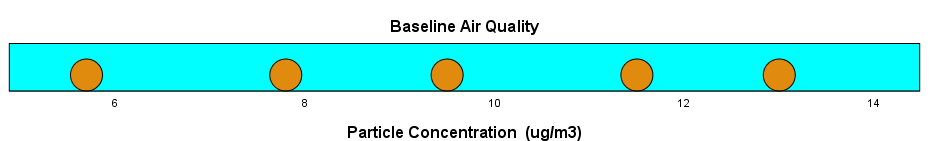 Baseline Air Quality
6 8 10 12 14
Particle Concentration  (ug/m3)